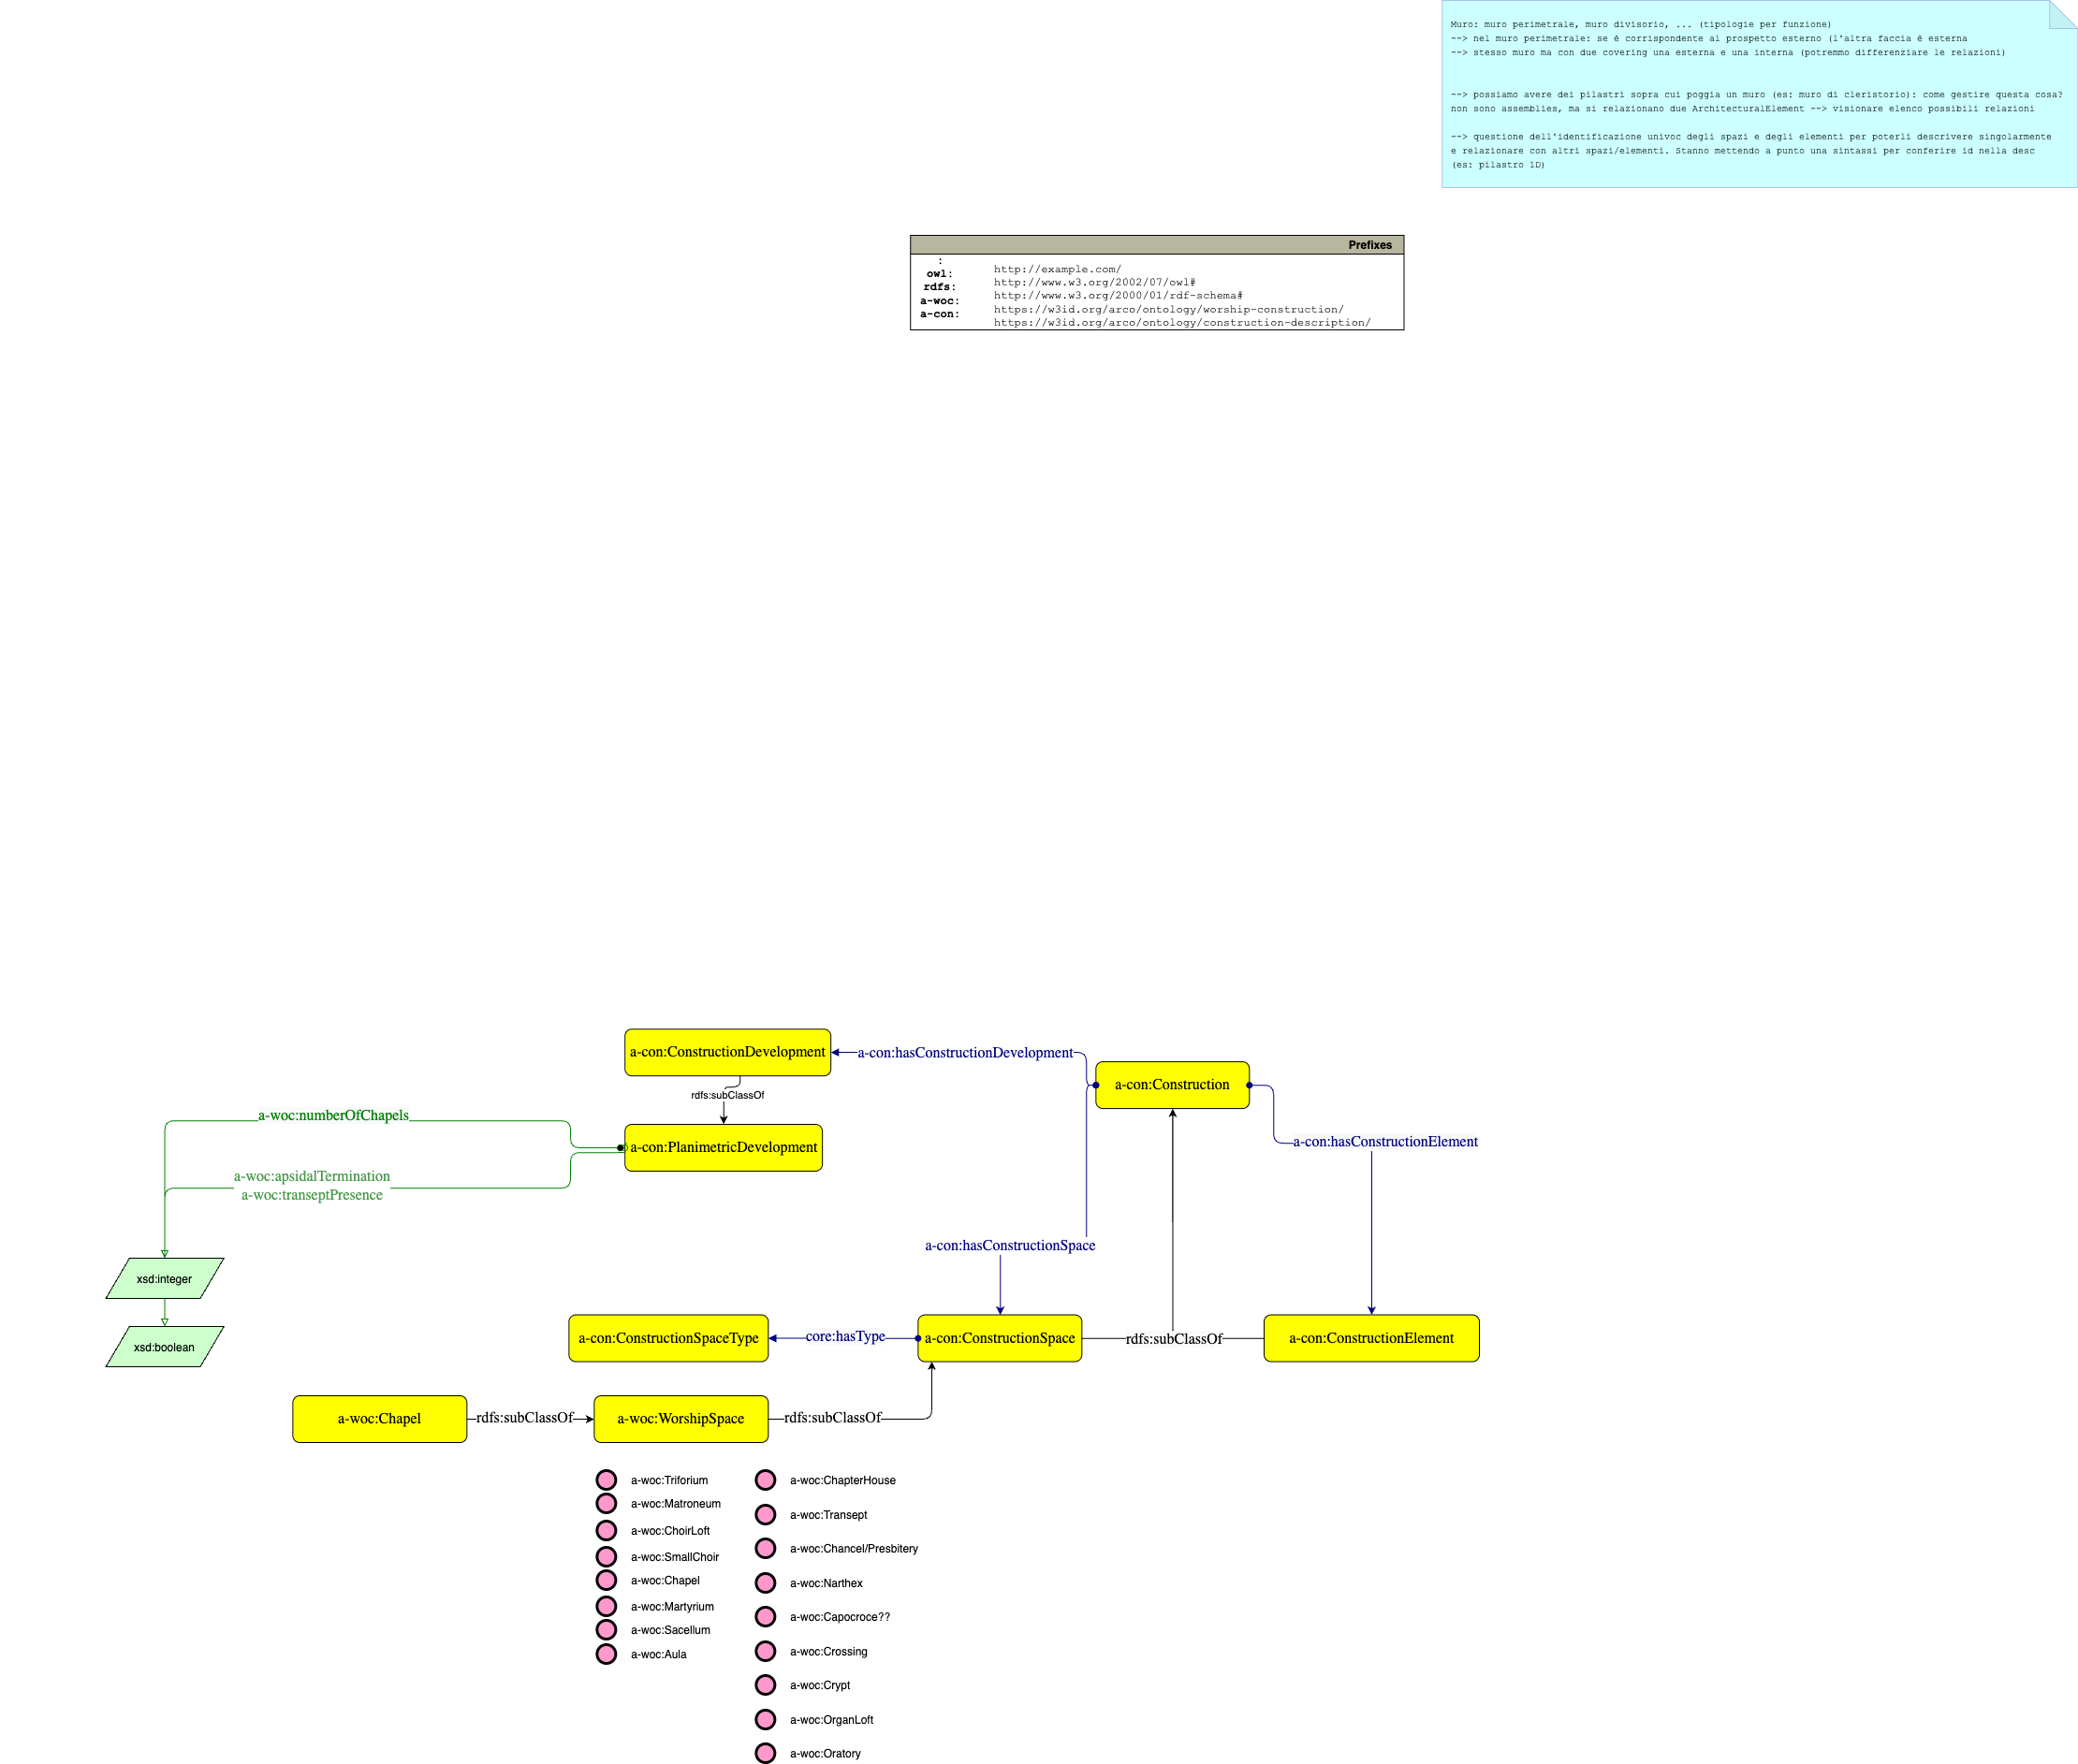 Muro: muro perimetrale, muro divisorio, ... (tipologie per funzione)
--> nel muro perimetrale: se è corrispondente al prospetto esterno (l'altra faccia è esterna
--> stesso muro ma con due covering una esterna e una interna (potremmo differenziare le relazioni)
--> possiamo avere dei pilastri sopra cui poggia un muro (es: muro di cleristorio): come gestire questa cosa?
non sono assemblies, ma si relazionano due ArchitecturalElement --> visionare elenco possibili relazioni
--> questione dell'identificazione univoc degli spazi e degli elementi per poterli descrivere singolarmente
e relazionare con altri spazi/elementi. Stanno mettendo a punto una sintassi per conferire id nella desc
(es: pilastro 1D)
Prefixes
:
owl:
rdfs:
a-woc:
a-con:
http://example.com/
http://www.w3.org/2002/07/owl#
http://www.w3.org/2000/01/rdf-schema#
https://w3id.org/arco/ontology/worship-construction/
https://w3id.org/arco/ontology/construction-description/
a-con:ConstructionDevelopment
a-con:hasConstructionDevelopment
a-con:Construction
rdfs:subClassOf
a-woc:numberOfChapels
a-con:PlanimetricDevelopment
a-con:hasConstructionElement
a-woc:apsidalTermination
a-woc:transeptPresence
a-con:hasConstructionSpace
xsd:integer
xsd:boolean
a-con:ConstructionSpaceType
core:hasType
a-con:ConstructionSpace
rdfs:subClassOf
a-con:ConstructionElement
a-woc:Chapel
rdfs:subClassOf
a-woc:WorshipSpace
rdfs:subClassOf
a-woc:Triforium
a-woc:Matroneum
a-woc:ChoirLoft
a-woc:SmallChoir
a-woc:Chapel
a-woc:Martyrium
a-woc:Sacellum
a-woc:Aula
a-woc:ChapterHouse
a-woc:Transept
a-woc:Chancel/Presbitery
a-woc:Narthex
a-woc:Capocroce??
a-woc:Crossing
a-woc:Crypt
a-woc:OrganLoft
a-woc:Oratory